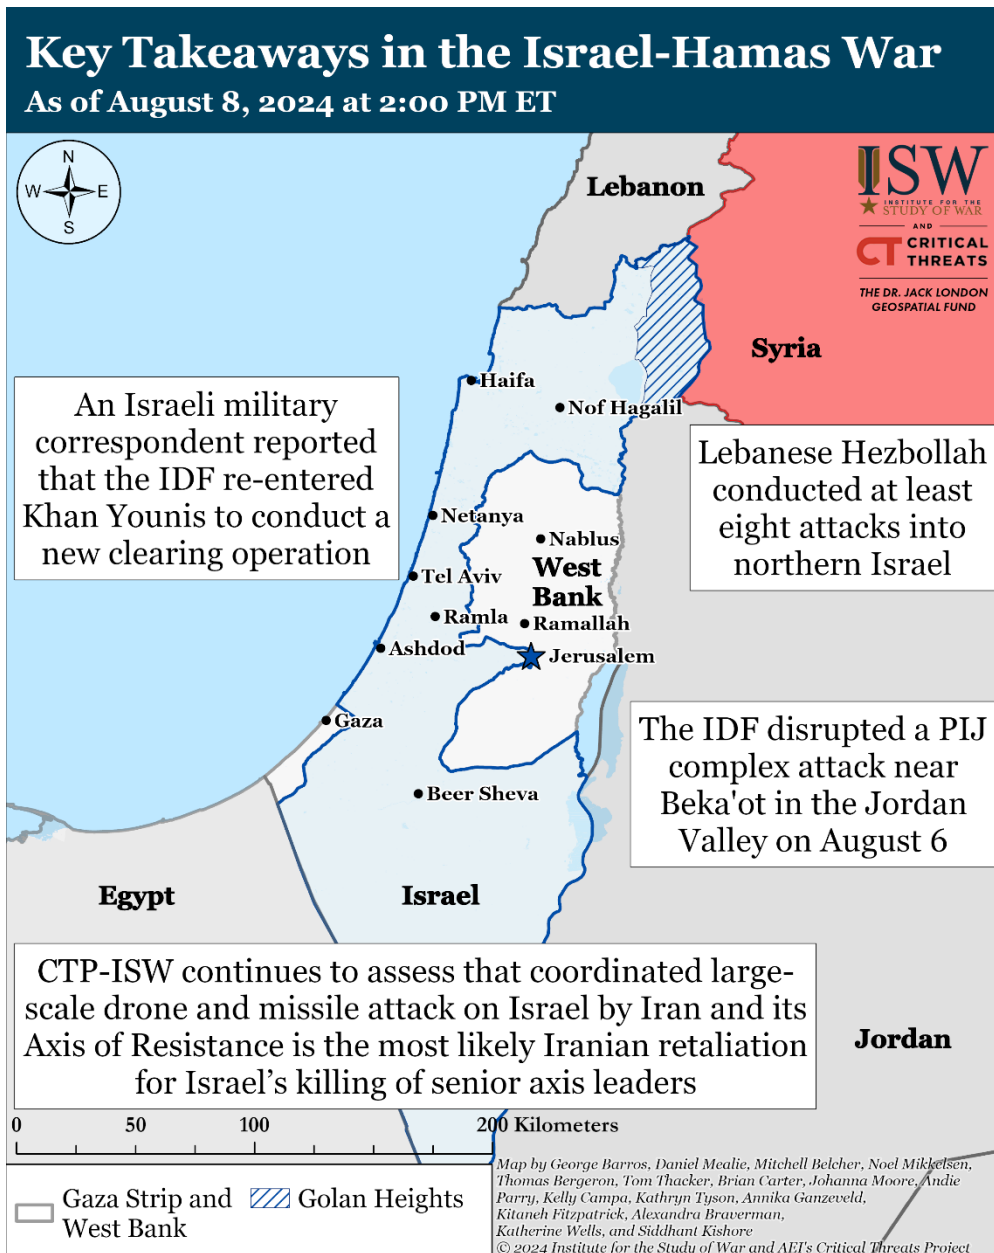 Key Takeaways in the Israel-Hamas War
As of August 8, 2024 at 2:00 PM ET
N
W E
S
ISW
INSTITUTE FOR THE
STUDY OF WAR
AND
CT CRITICAL
THREATS
THE DR. JACK LONDON
GEOSPATIAL FUND
Lebanon
Syria
Haifa
Nof Hagalil
An Israeli military
correspondent reported
that the IDF re-entered
Khan Younis to conduct a
new clearing operation
Lebanese Hezbollah
conducted at least
eight attacks into
northern Israel
Netanya
Nablus
West
Bank
Tel Aviv
Ramla
Ramallah
Ashdod
Jerusalem
Gaza
The IDF disrupted a PIJ
complex attack near
Beka'ot in the Jordan
Valley on August 6
Beer Sheva
Egypt
Israel
CTP-ISW continues to assess that coordinated large-
scale drone and missile attack on Israel by Iran and its
Axis of Resistance is the most likely Iranian retaliation
for Israel’s killing of senior axis leaders
Jordan
0 50 100 200 Kilometers
Gaza Strip and
West Bank
Golan Heights
Map by George Barros, Daniel Mealie, Mitchell Belcher, Noel Mikkelsen,
Thomas Bergeron, Tom Thacker, Brian Carter, Johanna Moore, Andie
Parry, Kelly Campa, Kathryn Tyson, Annika Ganzeveld,
Kitaneh Fitzpatrick, Alexandra Braverman,
Katherine Wells, and Siddhant Kishore
© 2024 Institute for the Study of War and AEI's Critical Threats Project